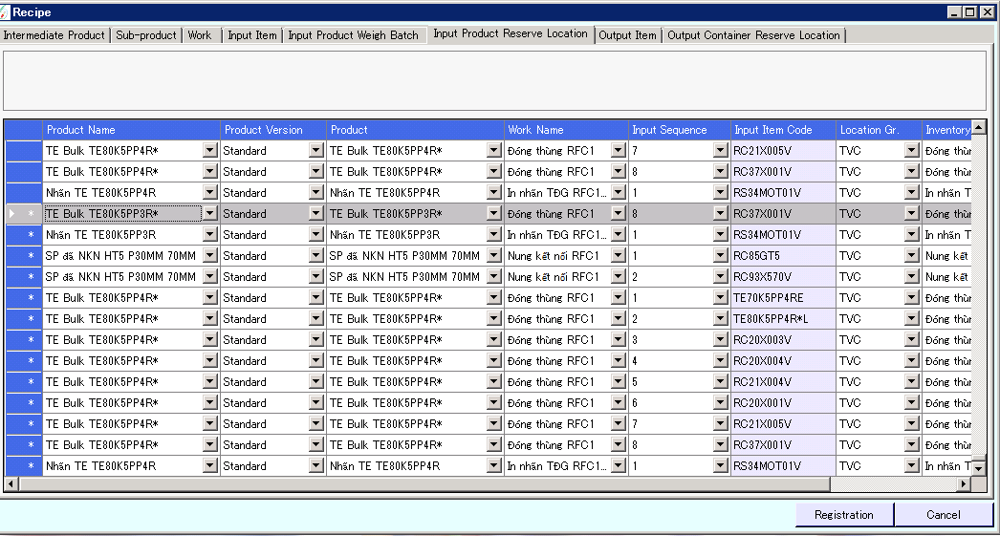 Recipe
Intermediate Product Sub-product Work Input Item Input Product Weigh Batch Input Product Reserve Location Output Item Output Container Reserve Location
Product Name Product Version Product Work Name Input Sequence Input Item Code Location Gr. Inventory
TE Bulk TE80K5PP4R* Standard TE Bulk TE80K5PP4R* Đóng thùng RFC1 7 RC21X005V TVC Đóng thùn
TE Bulk TE80K5PP4R* Standard TE Bulk TE80K5PP4R* Đóng thùng RFC1 8 RC37X001V TVC Đóng thùn
Nhãn TE TE80K5PP4R Standard Nhãn TE TE80K5PP4R In nhãn TĐG RFC1... 1 RS34MOT01V TVC In nhãn T
* TE Bulk TE80K5PP3R* Standard TE Bulk TE80K5PP3R* Đóng thùng RFC1 8 RC37X001V TVC Đóng thùn
* Nhãn TE TE80K5PP3R Standard Nhãn TE TE80K5PP3R In nhãn TĐG RFC1... 1 RS34MOT01V TVC In nhãn T
* SP đã NKN HT5 P30MM 70MM Standard SP đã NKN HT5 P30MM 70MM Nung kết nối RFC1 1 RC85GT5 TVC Nung kết
* SP đã NKN HT5 P30MM 70MM Standard SP đã NKN HT5 P30MM 70MM Nung kết nối RFC1 2 RC93X570V TVC Nung kết
* TE Bulk TE80K5PP4R* Standard TE Bulk TE80K5PP4R* Đóng thùng RFC1 1 TE70K5PP4RE TVC Đóng thùn
* TE Bulk TE80K5PP4R* Standard TE Bulk TE80K5PP4R* Đóng thùng RFC1 2 TE80K5PP4R*L TVC Đóng thùn
* TE Bulk TE80K5PP4R* Standard TE Bulk TE80K5PP4R* Đóng thùng RFC1 3 RC20X003V TVC Đóng thùn
* TE Bulk TE80K5PP4R* Standard TE Bulk TE80K5PP4R* Đóng thùng RFC1 4 RC20X004V TVC Đóng thùn
* TE Bulk TE80K5PP4R* Standard TE Bulk TE80K5PP4R* Đóng thùng RFC1 5 RC21X004V TVC Đóng thùn
* TE Bulk TE80K5PP4R* Standard TE Bulk TE80K5PP4R* Đóng thùng RFC1 6 RC20X001V TVC Đóng thùn
* TE Bulk TE80K5PP4R* Standard TE Bulk TE80K5PP4R* Đóng thùng RFC1 7 RC21X005V TVC Đóng thùn
* TE Bulk TE80K5PP4R* Standard TE Bulk TE80K5PP4R* Đóng thùng RFC1 8 RC37X001V TVC Đóng thùn
* Nhãn TE TE80K5PP4R Standard Nhãn TE TE80K5PP4R In nhãn TĐG RFC1... 1 RS34MOT01V TVC In nhãn T
Registration Cancel